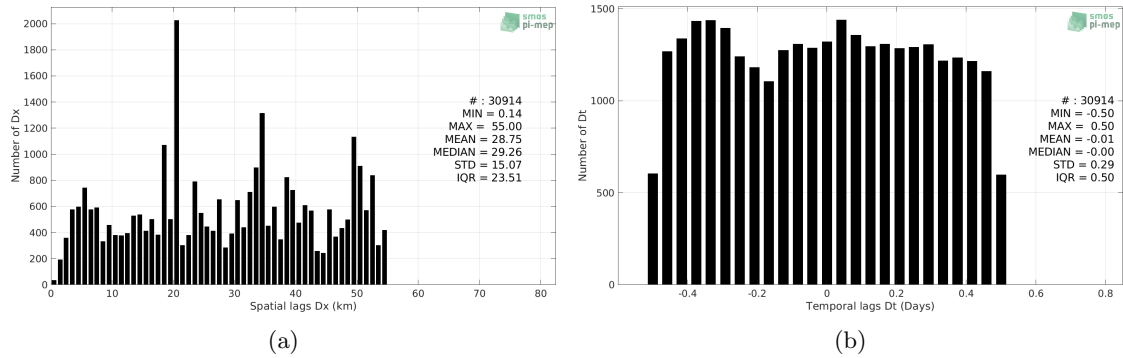 2000
1800
1600
1400
1200
1000
800
600
400
200
0
Number of Dx
0 10 20 30 40 50 60 70 80
Spatial lags Dx (km)
smos
pi-mep
# : 30914
MIN = 0.14
MAX = 55.00
MEAN = 28.75
MEDIAN = 29.26
STD = 15.07
IQR = 23.51
(a)
1500
1000
500
0
Number of Dt
-0.4 -0.2 0 0.2 0.4 0.6 0.8
Temporal lags Dt (Days)
smos
pi-mep
# : 30914
MIN = -0.50
MAX = 0.50
MEAN = -0.01
MEDIAN = -0.00
STD = 0.29
IQR = 0.50
(b)